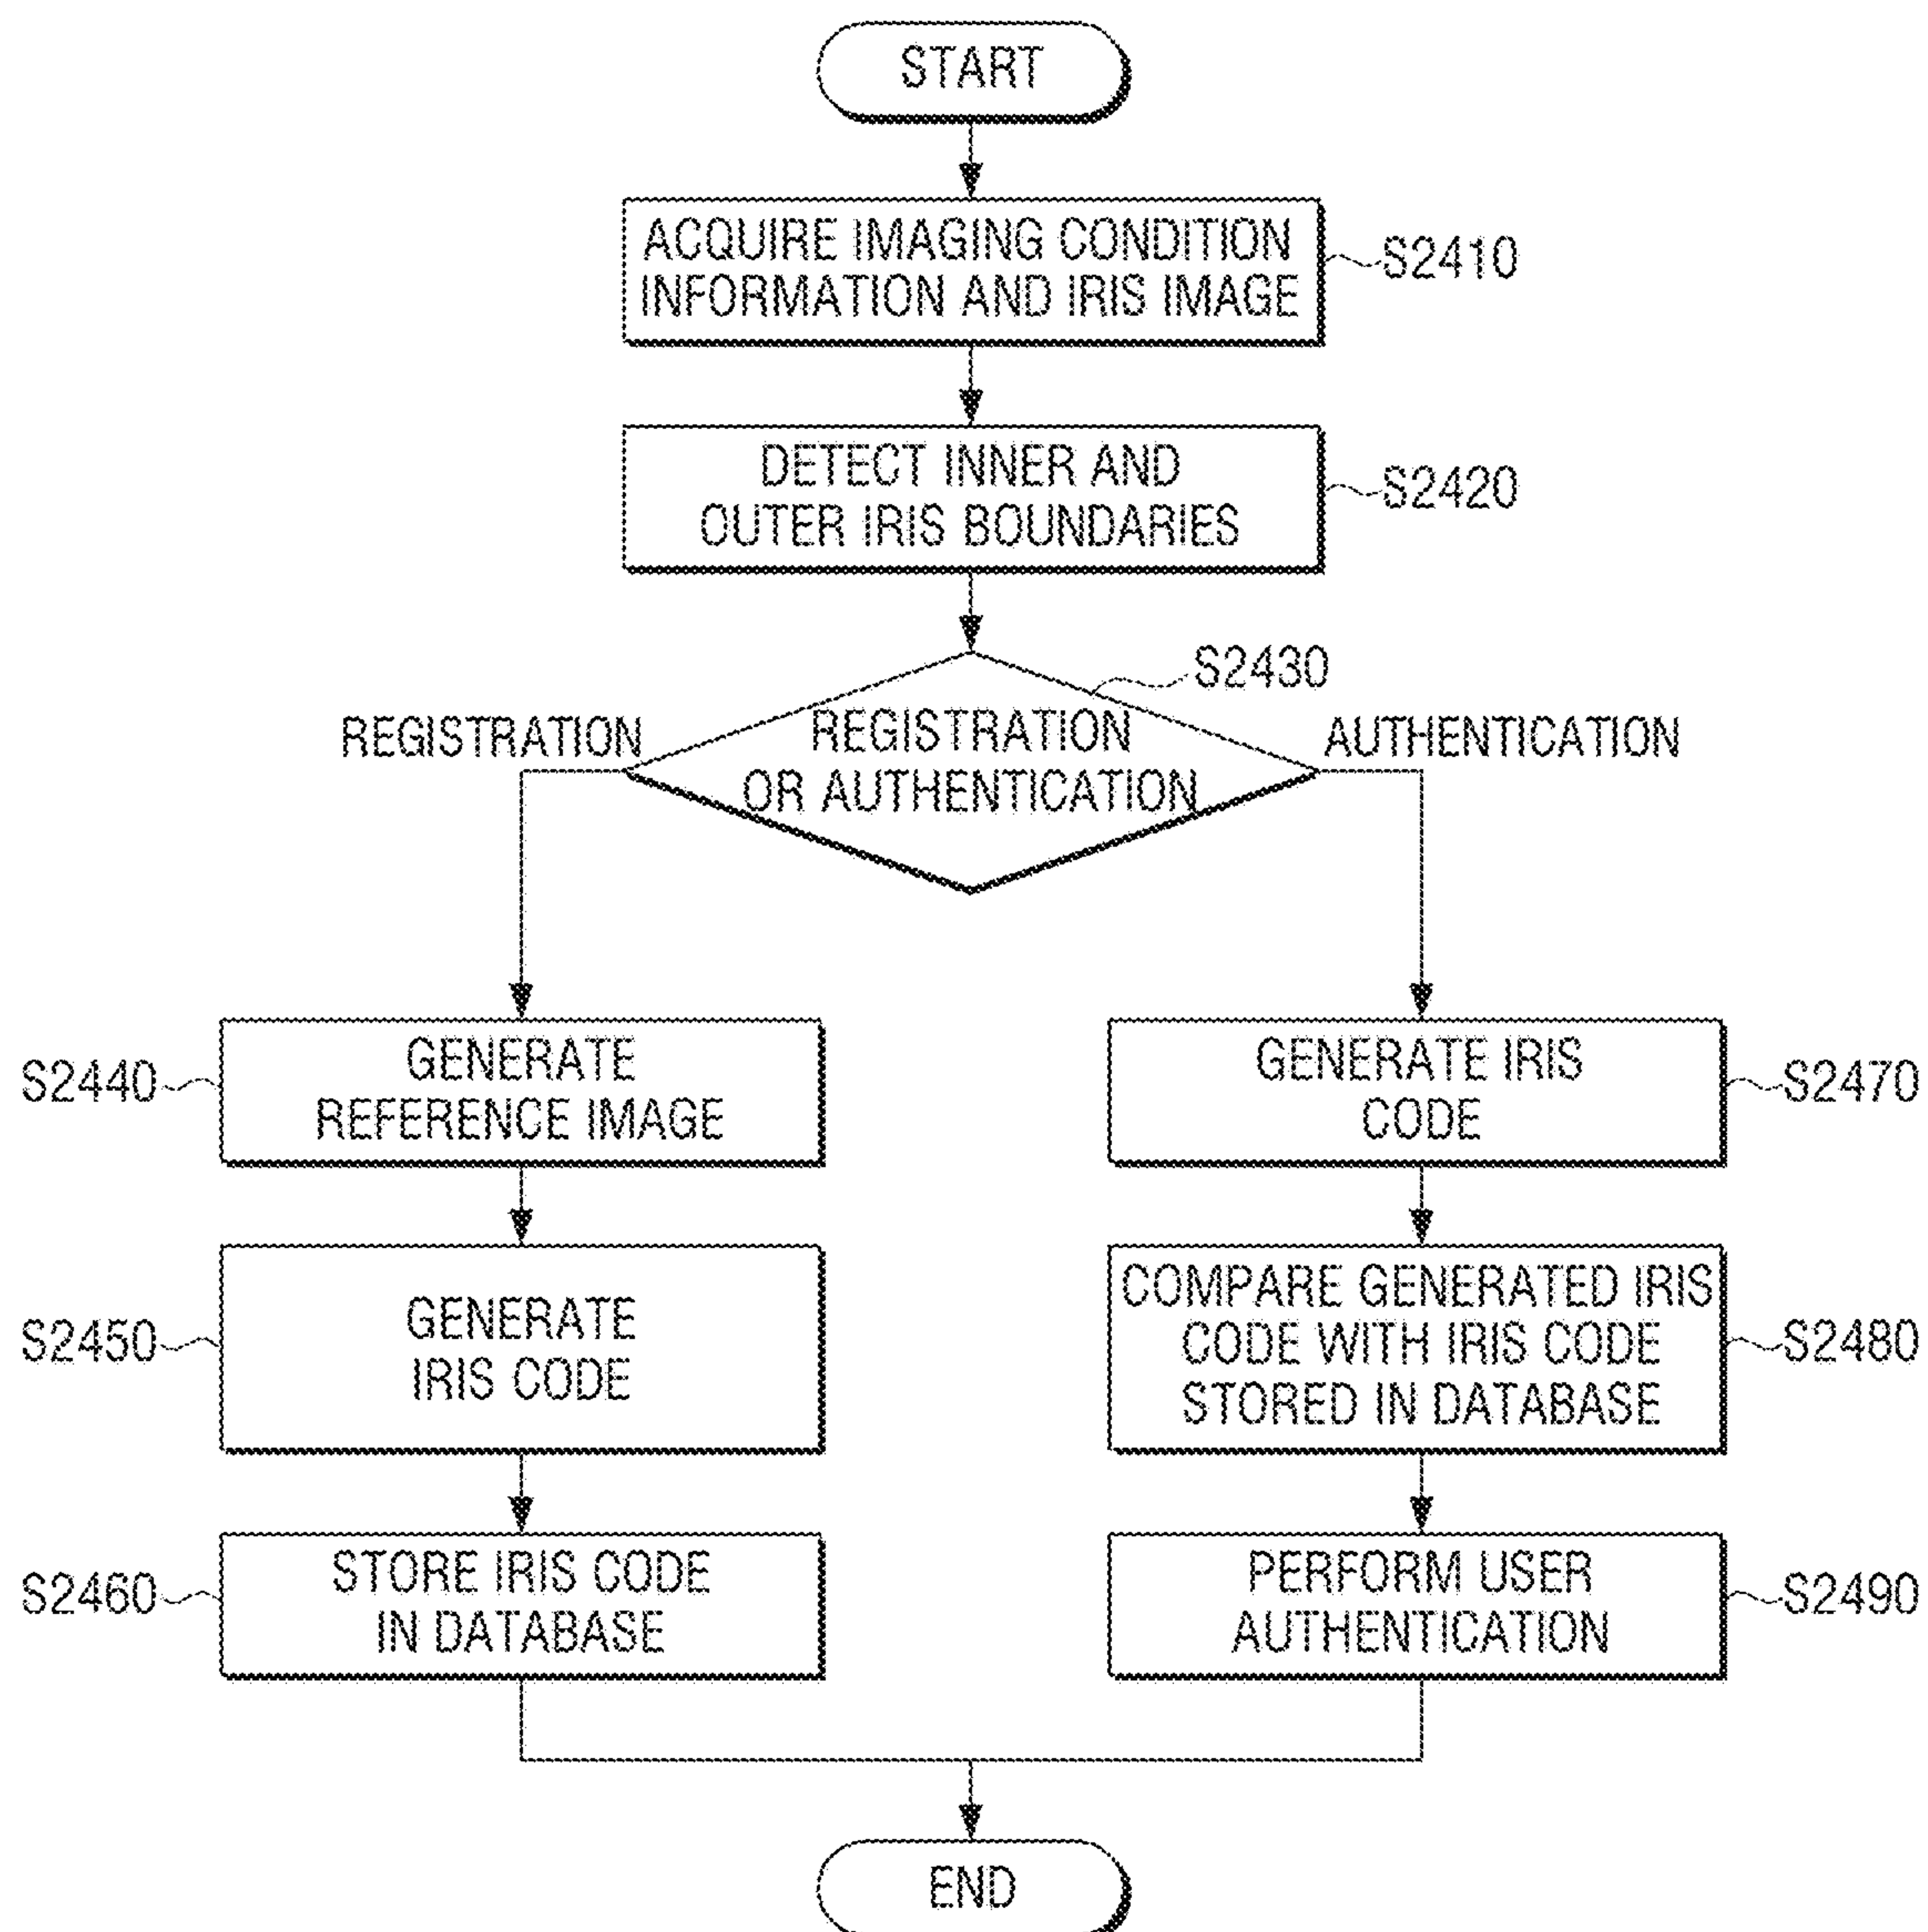 START
ACQUIRE IMAGING CONDITION
INFORMATION AND IRIS IMAGE
S2410
DETECT INNER AND
OUTER IRIS BOUNDARIES
S2420
S2430
REGISTRATION
REGISTRATION
OR AUTHENTICATION
AUTHENTICATION
S2440
GENERATE
REFERENCE IMAGE
GENERATE IRIS
CODE
S2470
S2450
GENERATE
IRIS CODE
COMPARE GENERATED IRIS
CODE WITH IRIS CODE
STORED IN DATABASE
S2480
S2460
STORE IRIS CODE
IN DATABASE
PERFORM USER
AUTHENTICATION
S2490
END